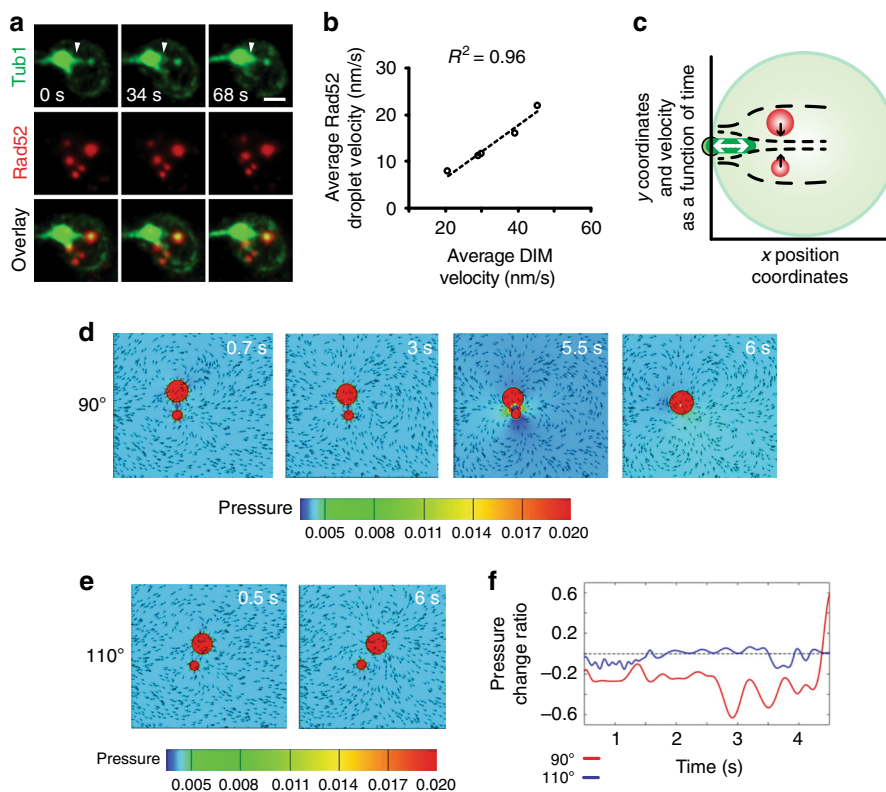 a
Tub1
0 s
34 s
68 s
Rad52
Overlay
b
R² = 0.96
Average Rad52
droplet velocity (nm/s)
30
20
10
0
20
40
60
Average DIM
velocity (nm/s)
c
y coordinates
and velocity
as a function of time
x position
coordinates
d
90°
0.7 s
3 s
5.5 s
6 s
Pressure
0.005
0.008
0.011
0.014
0.017
0.020
e
110°
0.5 s
6 s
Pressure
0.005
0.008
0.011
0.014
0.017
0.020
f
Pressure
change ratio
0.6
0.2
−0.2
−0.6
1
2
3
4
Time (s)
90°
110°